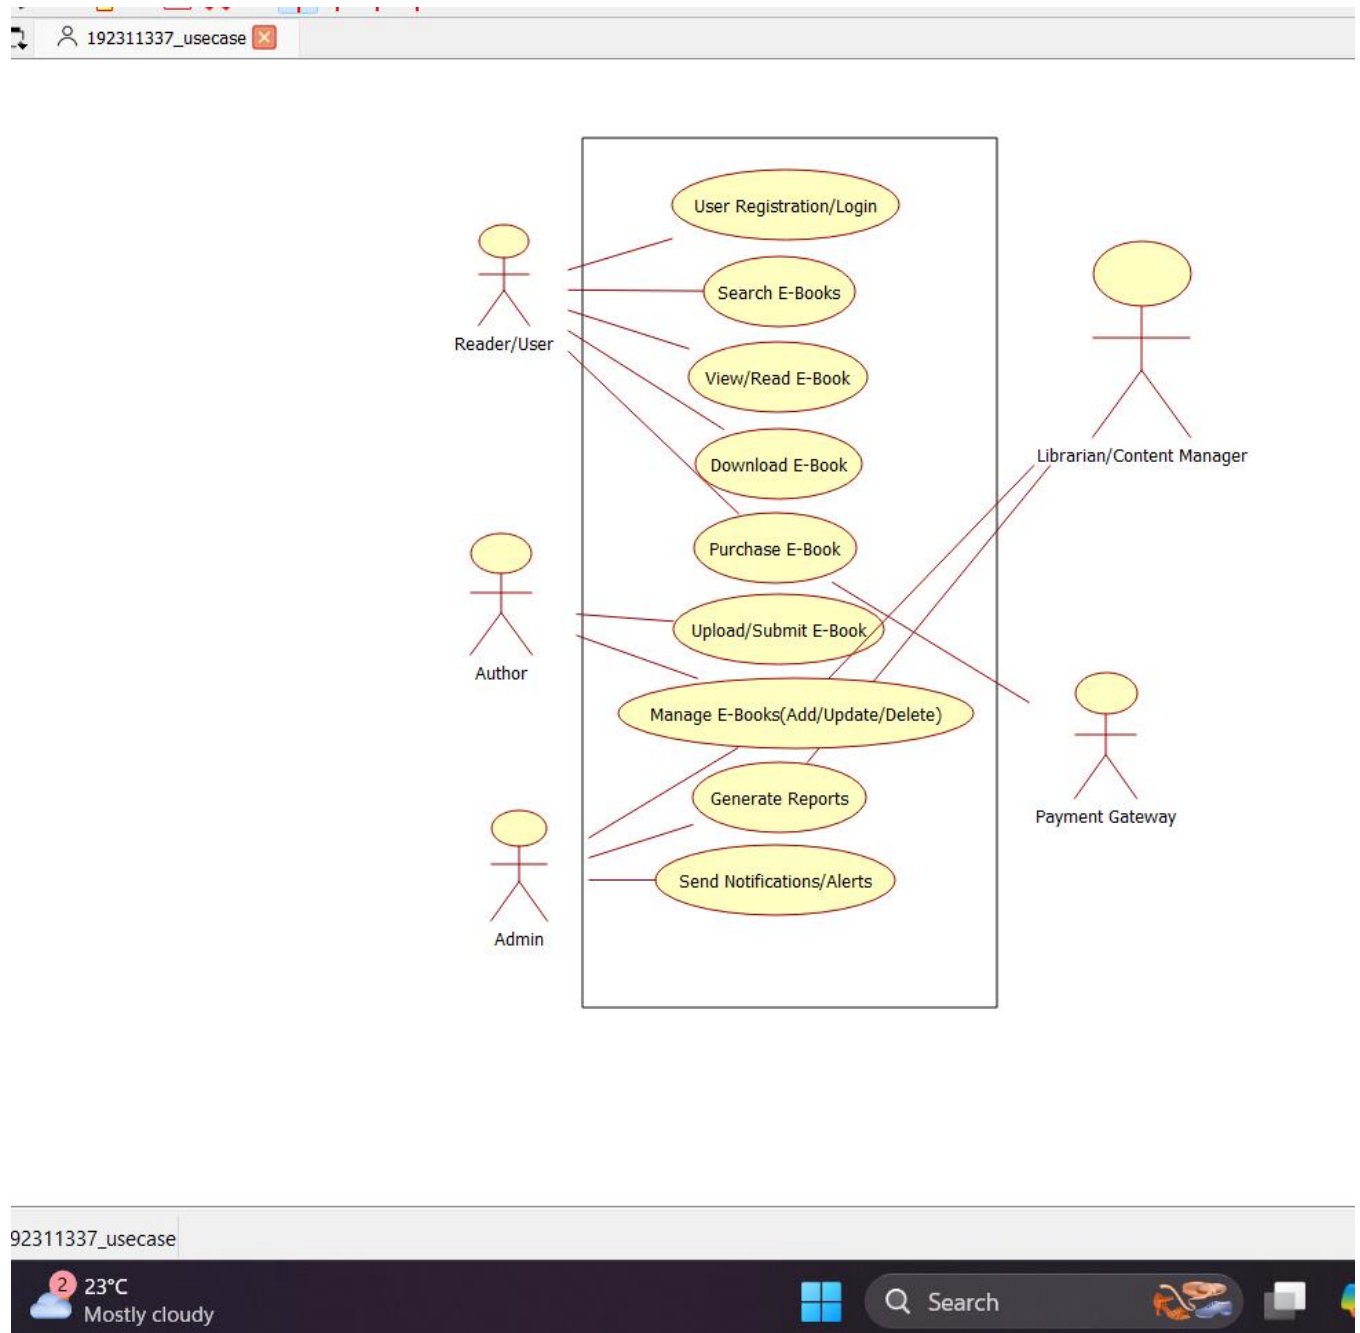 192311337_usecase
User Registration/Login
Search E-Books
Reader/User
View/Read E-Book
Librarian/Content Manager
Download E-Book
Purchase E-Book
Upload/Submit E-Book
Author
Manage E-Books(Add/Update/Delete)
Generate Reports
Payment Gateway
Send Notifications/Alerts
Admin
92311337_usecase
2
23°C
Mostly cloudy
Search